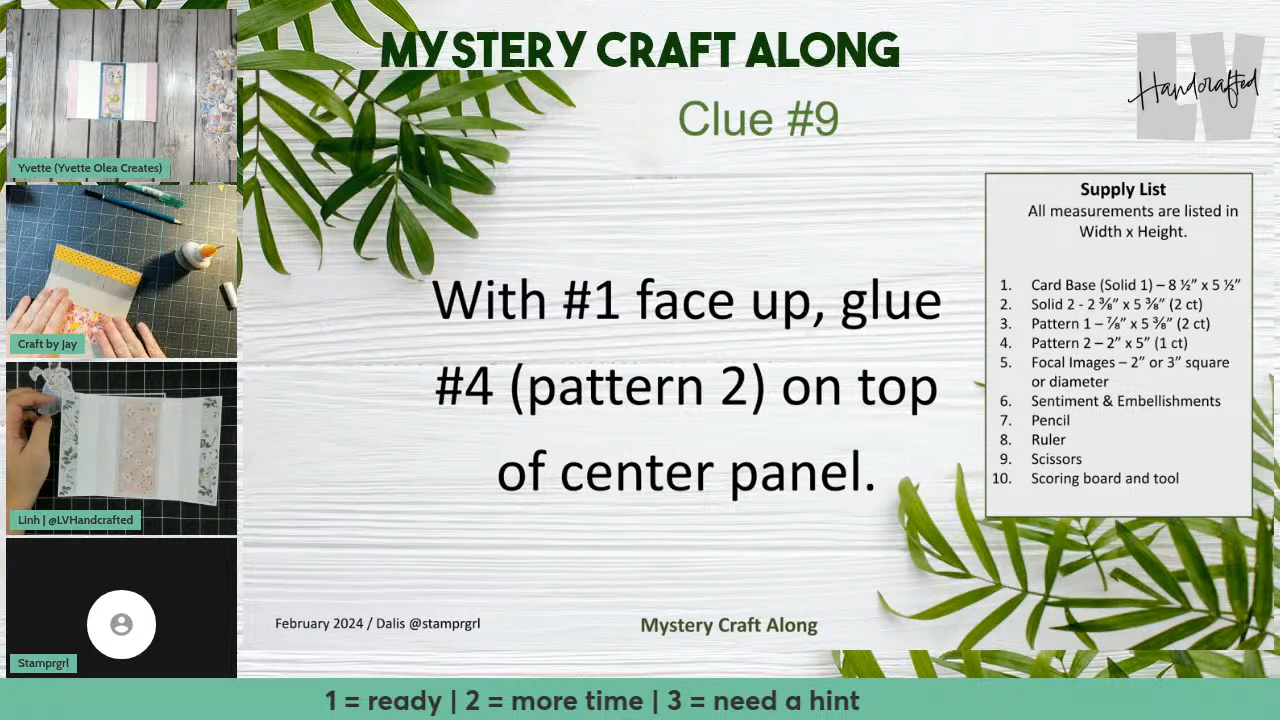 MYSTERY CRAFT ALONG
Clue #9
Handcrafted
LV
Yvette (Yvette Olea Creates)
Craft by Jay
Linh | @LVHandcrafted
Stamprgrl
With #1 face up, glue
#4 (pattern 2) on top
of center panel.
Supply List
All measurements are listed in
Width x Height.
1. Card Base (Solid 1) – 8 ½” x 5 ½”
2. Solid 2 - 2 ⅜” x 5 ⅜” (2 ct)
3. Pattern 1 – ⅞” x 5 ⅜” (2 ct)
4. Pattern 2 – 2” x 5” (1 ct)
5. Focal Images – 2” or 3” square
or diameter
6. Sentiment & Embellishments
7. Pencil
8. Ruler
9. Scissors
10. Scoring board and tool
February 2024 / Dalis @stamprgrl
Mystery Craft Along
1 = ready | 2 = more time | 3 = need a hint